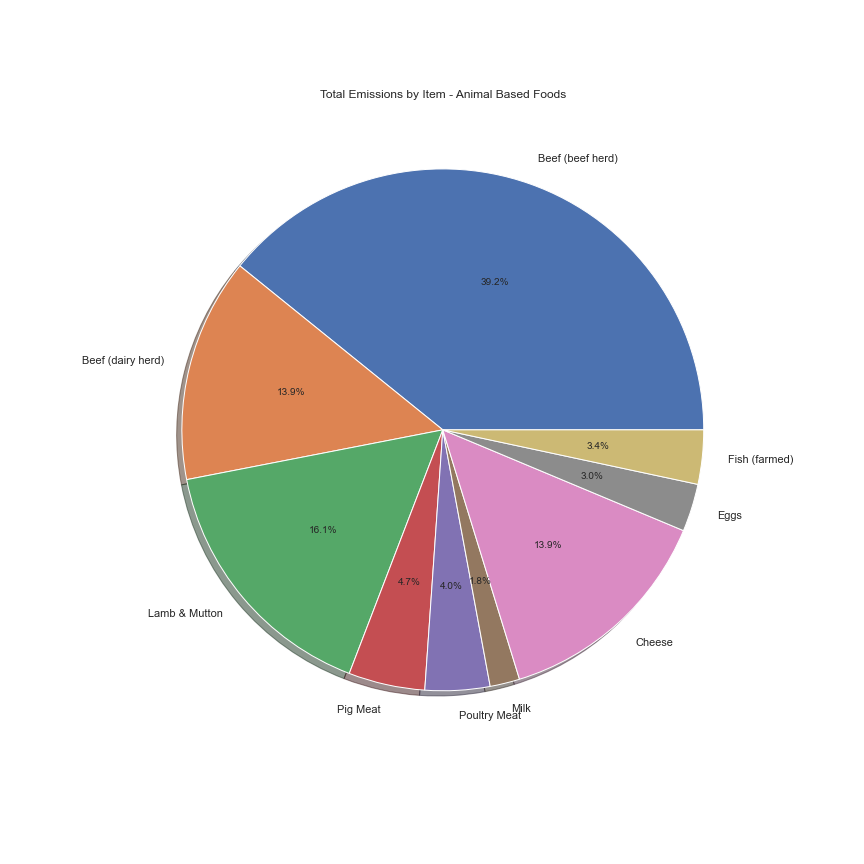 Total Emissions by Item - Animal Based Foods
Beef (beef herd)
39.2%
Beef (dairy herd)
13.9%
Lamb & Mutton
16.1%
Pig Meat
4.7%
Poultry Meat
4.0%
Milk
1.8%
Cheese
13.9%
Eggs
3.0%
Fish (farmed)
3.4%